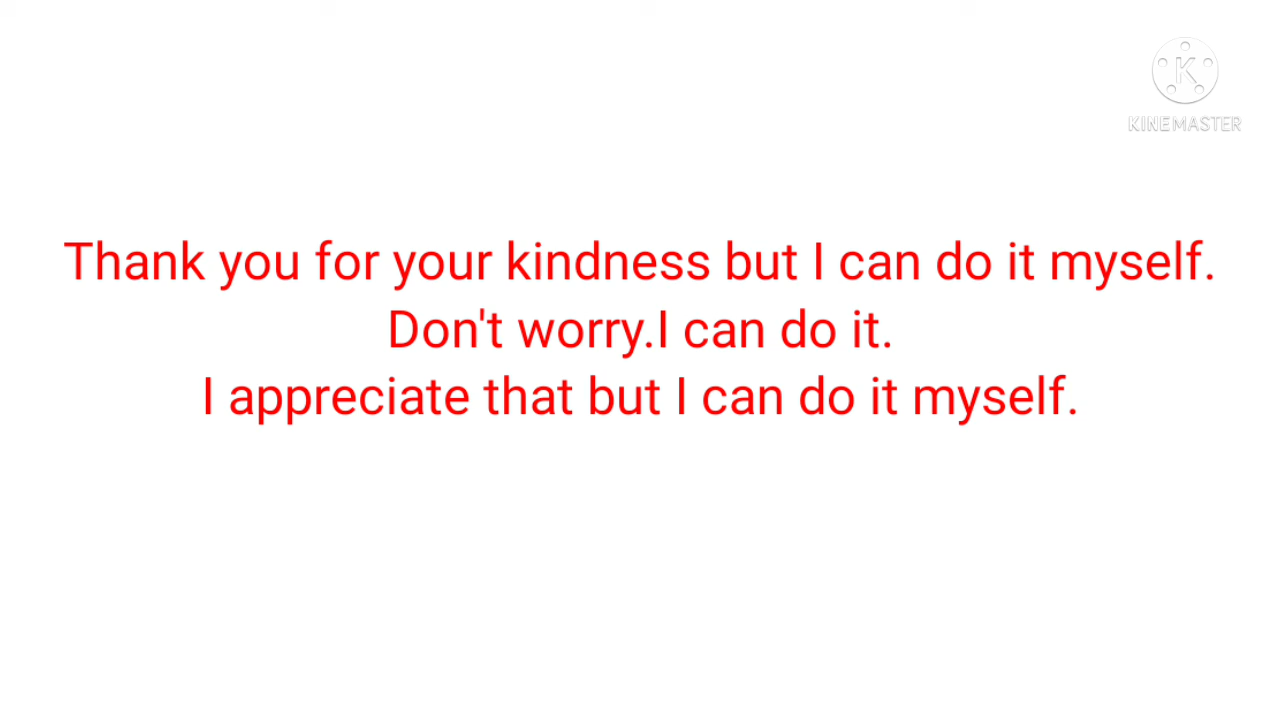 KINEMASTER
Thank you for your kindness but I can do it myself.
Don't worry.I can do it.
I appreciate that but I can do it myself.